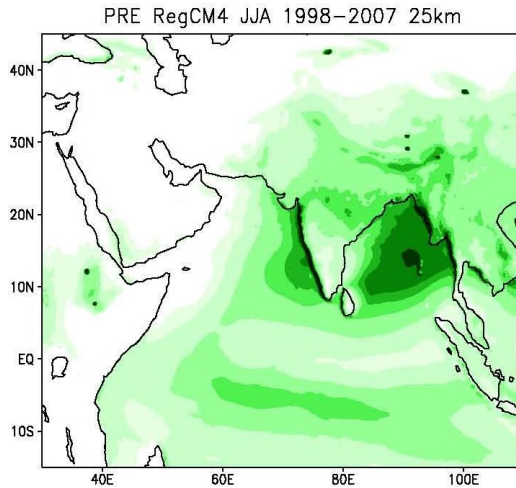 PRE RegCM4 JJA 1998-2007 25km
40N
30N
20N
10N
EQ
10S
40E
60E
80E
100E